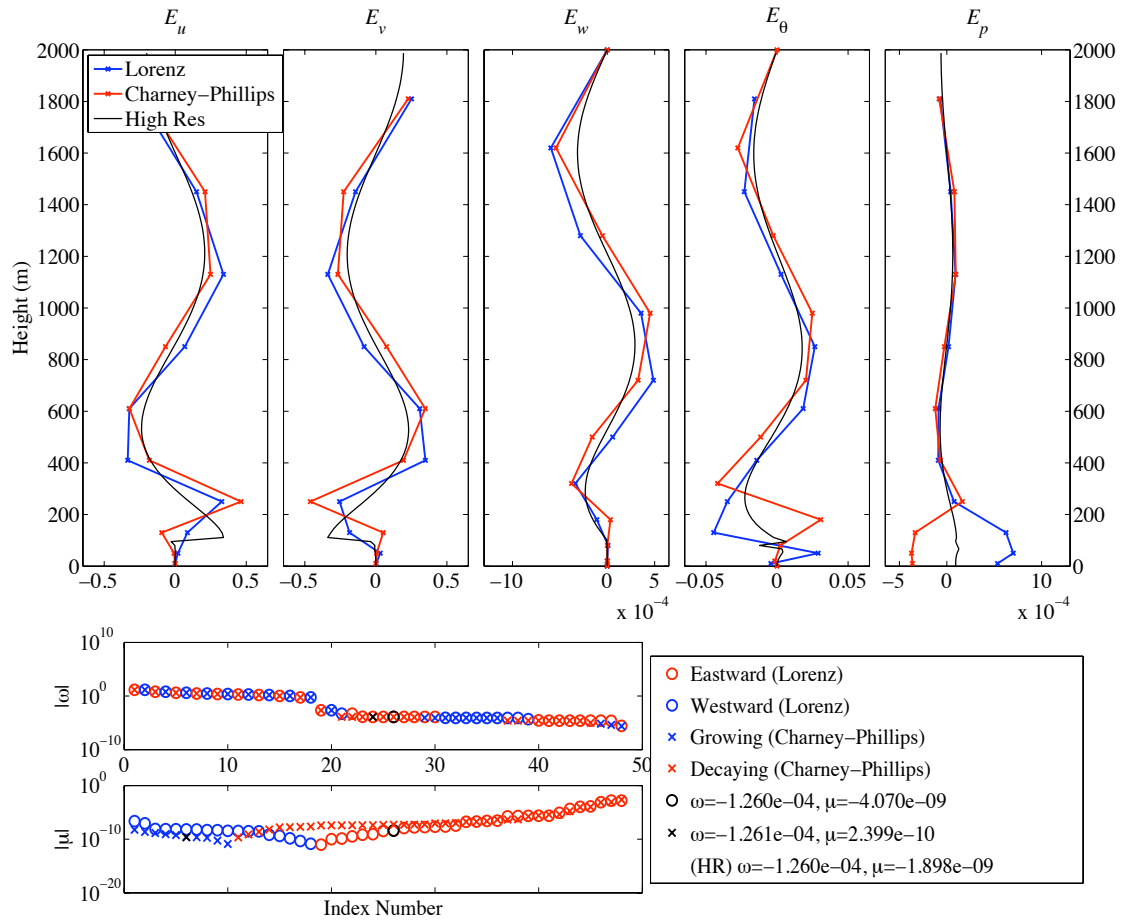 E_u E_v E_w E_θ E_p
2000 1800 1600 1400 1200 1000 800 600 400 200 0
Height (m)
Lorenz
Charney−Phillips
High Res
2000 1800 1600 1400 1200 1000 800 600 400 200 0
−0.5 0 0.5
−0.5 0 0.5
−10 −5 0 5
x 10^−4
−0.05 0 0.05
−5 0 10
x 10^−4
|ω|
10^10
10^0
10^−10
0 10 20 30 40 50
|μ|
10^0
10^−10
10^−20
Index Number
Eastward (Lorenz)
Westward (Lorenz)
Growing (Charney−Phillips)
Decaying (Charney−Phillips)
ω=−1.260e−04, μ=−4.070e−09
ω=−1.261e−04, μ=2.399e−10
(HR) ω=−1.260e−04, μ=−1.898e−09